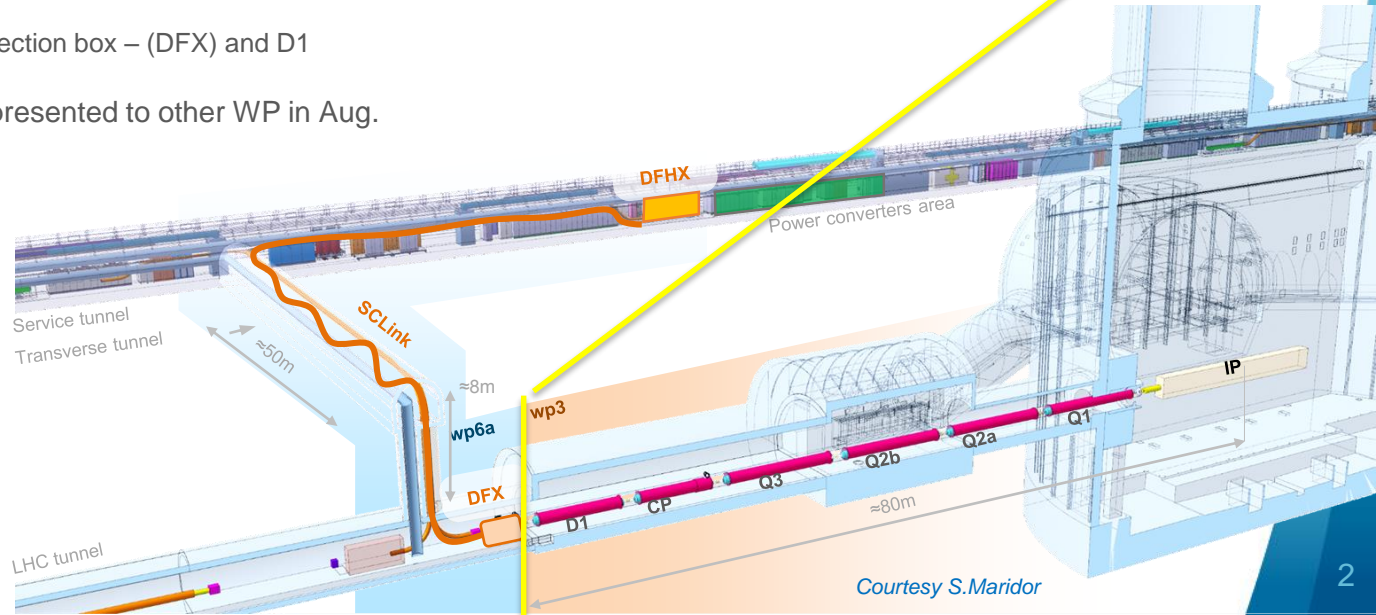 ection box – (DFX) and D1
presented to other WP in Aug.
DFHX
Power converters area
Service tunnel
Transverse tunnel
SCLink
≈50m
≈8m
wp6a
wp3
IP
Q1
Q2a
Q2b
Q3
CP
D1
DFX
≈80m
LHC tunnel
Courtesy S.Maridor
2